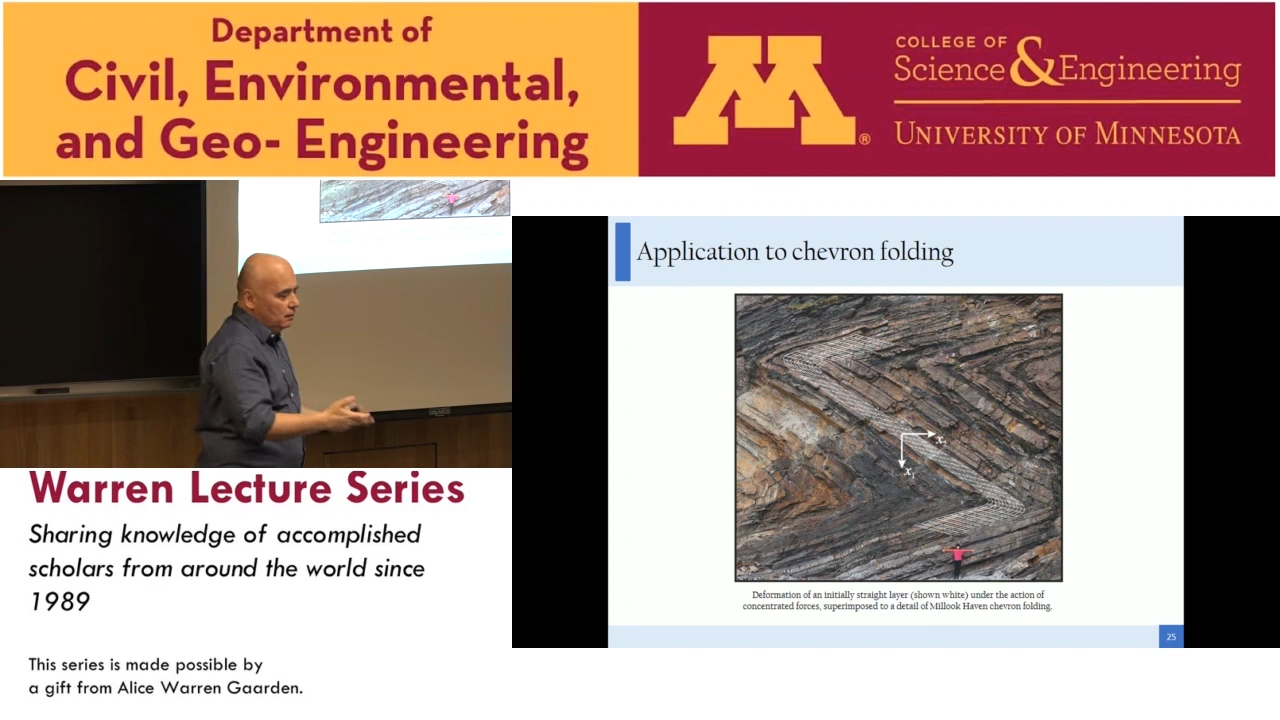 Department of
Civil, Environmental,
and Geo- Engineering
M®
COLLEGE OF
Science & Engineering
UNIVERSITY OF MINNESOTA
Application to chevron folding
x₂
x₁
Deformation of an initially straight layer (shown white) under the action of
concentrated forces, superimposed to a detail of Millook Haven chevron folding.
25
Warren Lecture Series
Sharing knowledge of accomplished
scholars from around the world since
1989
This series is made possible by
a gift from Alice Warren Gaarden.